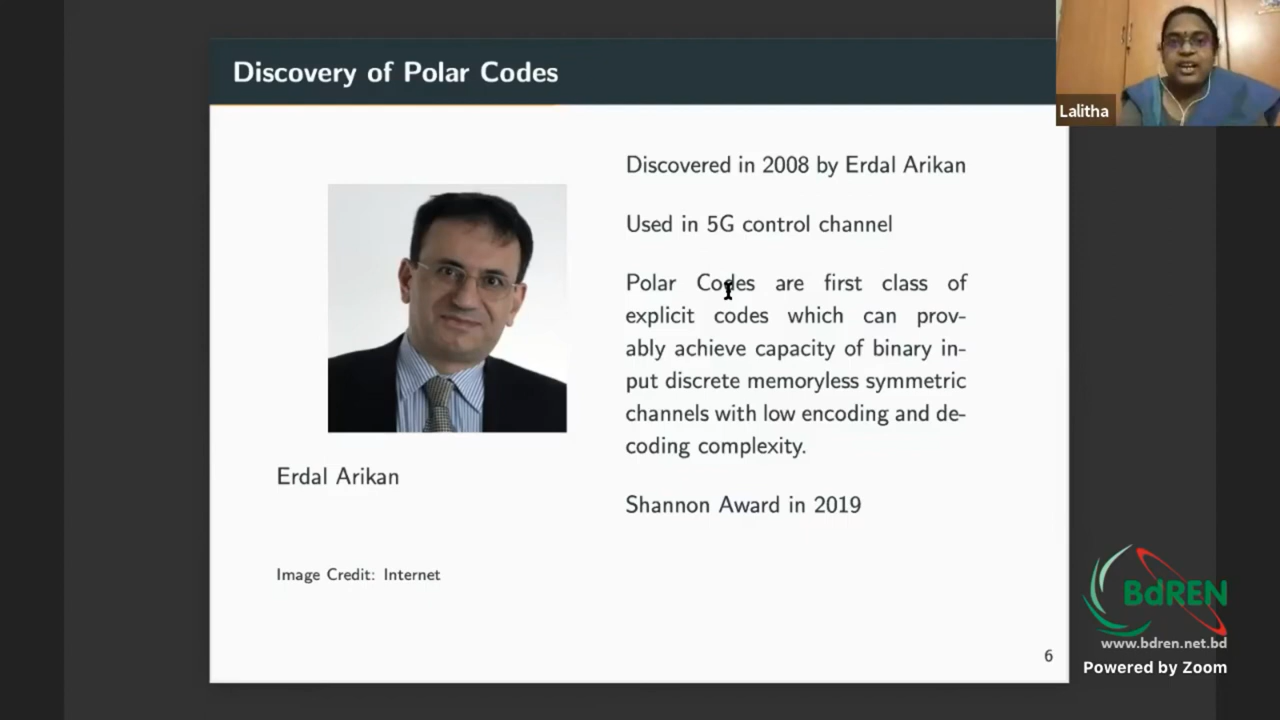 Discovery of Polar Codes
Lalitha
Discovered in 2008 by Erdal Arikan
Used in 5G control channel
Polar Codes are first class of
explicit codes which can prov-
ably achieve capacity of binary in-
put discrete memoryless symmetric
channels with low encoding and de-
coding complexity.
Shannon Award in 2019
Erdal Arikan
Image Credit: Internet
6
BdREN
www.bdren.net.bd
Powered by Zoom